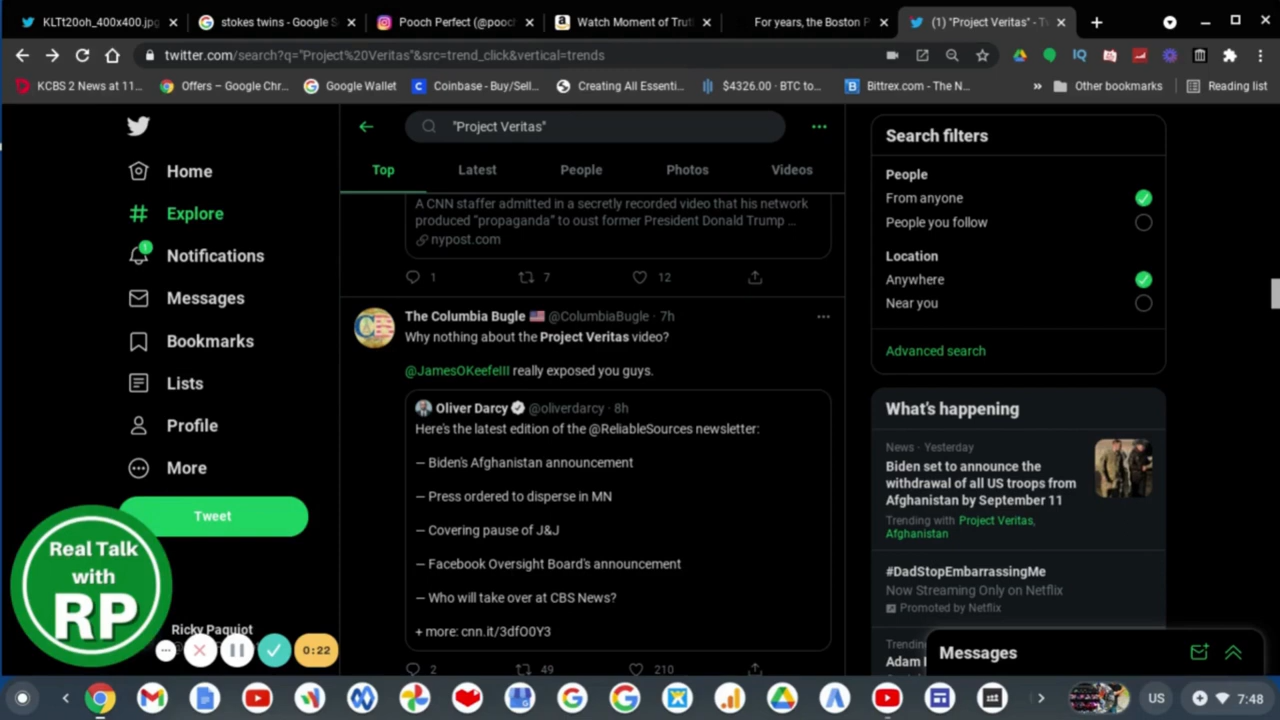 KLTt20oh_400x400.jpg
stokes twins - Google S
Pooch Perfect (@pooc
Watch Moment of Trut
For years, the Boston P
(1) "Project Veritas" - Tw
twitter.com/search?q="Project%20Veritas"&src=trend_click&vertical=trends
KCBS 2 News at 11...
Offers – Google Chr...
Google Wallet
Coinbase - Buy/Sell...
Creating All Essenti...
$4326.00 · BTC to...
Bittrex.com - The N...
»
Other bookmarks
Reading list
Home
Explore
1
Notifications
Messages
Bookmarks
Lists
Profile
More
Tweet
Real Talk
with
RP
Ricky Paquiot
0:22
"Project Veritas"
Top
Latest
People
Photos
Videos
A CNN staffer admitted in a secretly recorded video that his network
produced "propaganda" to oust former President Donald Trump ...
nypost.com
1
7
12
The Columbia Bugle 🇺🇸 @ColumbiaBugle · 7h
Why nothing about the Project Veritas video?
@JamesOKeefeIII really exposed you guys.
Oliver Darcy @oliverdarcy · 8h
Here's the latest edition of the @ReliableSources newsletter:
— Biden's Afghanistan announcement
— Press ordered to disperse in MN
— Covering pause of J&J
— Facebook Oversight Board's announcement
— Who will take over at CBS News?
+ more: cnn.it/3dfO0Y3
2
49
210
Search filters
People
From anyone
People you follow
Location
Anywhere
Near you
Advanced search
What's happening
News · Yesterday
Biden set to announce the
withdrawal of all US troops from
Afghanistan by September 11
Trending with Project Veritas,
Afghanistan
#DadStopEmbarrassingMe
Now Streaming Only on Netflix
Promoted by Netflix
Trendin
Adam
Messages
US
7:48